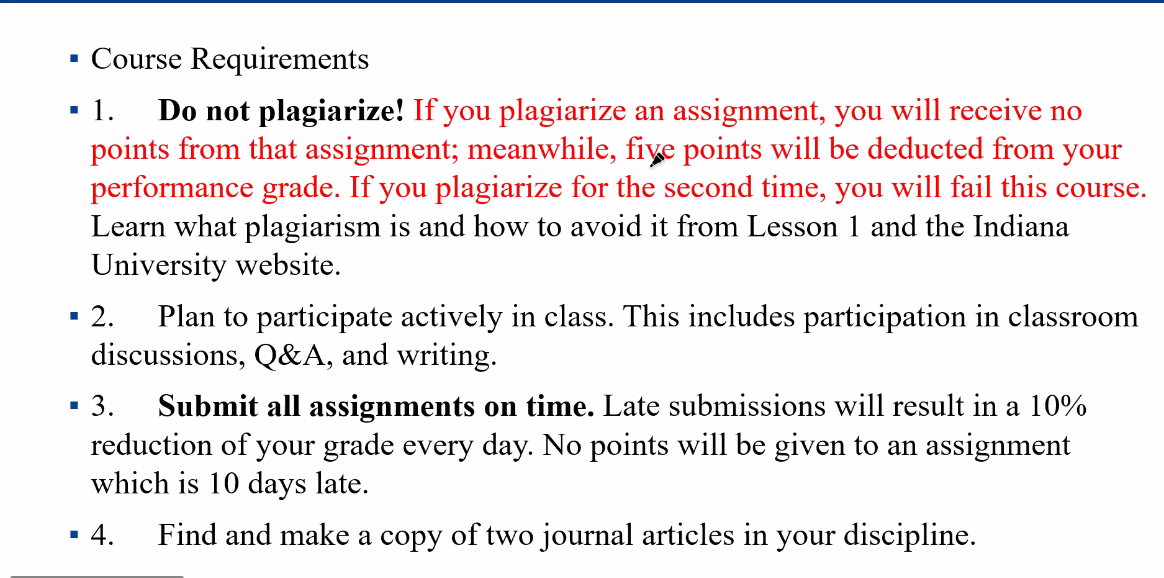 ▪ Course Requirements
▪ 1. Do not plagiarize! If you plagiarize an assignment, you will receive no
points from that assignment; meanwhile, five points will be deducted from your
performance grade. If you plagiarize for the second time, you will fail this course.
Learn what plagiarism is and how to avoid it from Lesson 1 and the Indiana
University website.
▪ 2. Plan to participate actively in class. This includes participation in classroom
discussions, Q&A, and writing.
▪ 3. Submit all assignments on time. Late submissions will result in a 10%
reduction of your grade every day. No points will be given to an assignment
which is 10 days late.
▪ 4. Find and make a copy of two journal articles in your discipline.